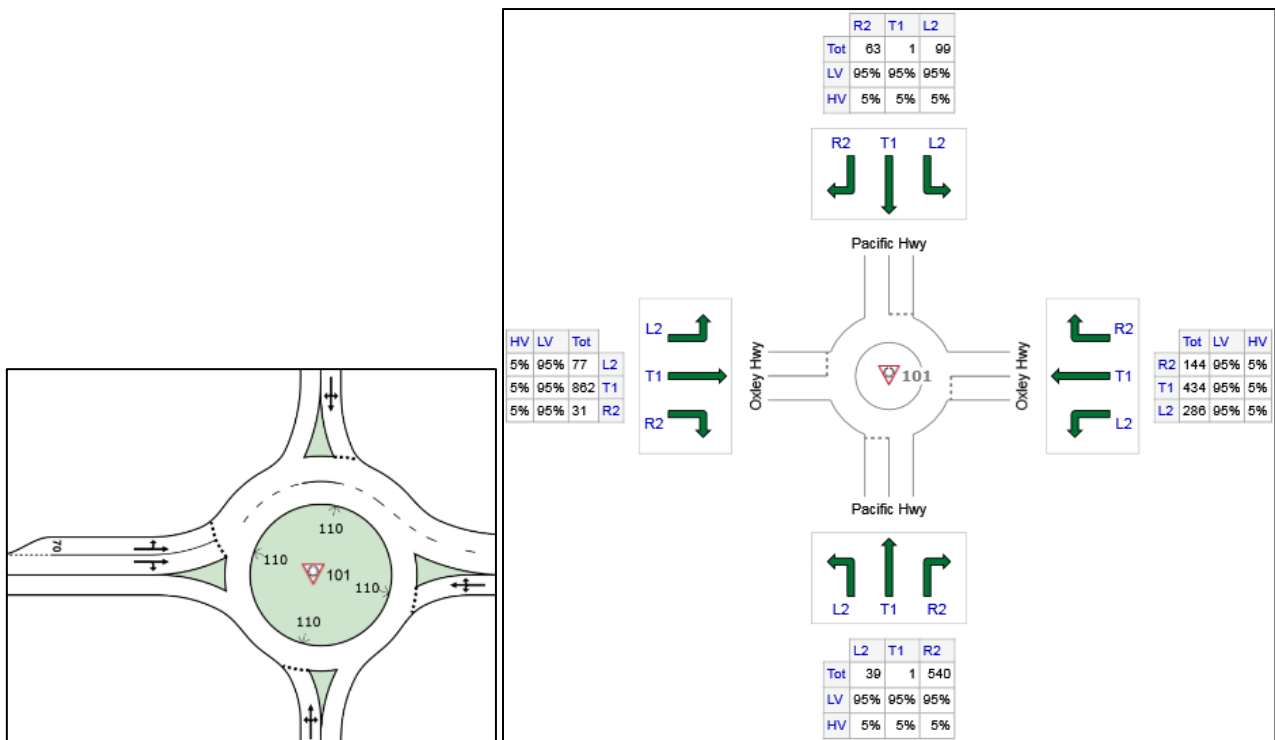 R2 T1 L2
Tot 63 1 99
LV 95% 95% 95%
HV 5% 5% 5%
R2 T1 L2
Pacific Hwy
HV LV Tot
5% 95% 77 L2
5% 95% 862 T1
5% 95% 31 R2
L2
T1
R2
Oxley Hwy
101
Oxley Hwy
R2
T1
L2
Tot LV HV
R2 144 95% 5%
T1 434 95% 5%
L2 286 95% 5%
Pacific Hwy
L2 T1 R2
L2 T1 R2
Tot 39 1 540
LV 95% 95% 95%
HV 5% 5% 5%
70
110
110
101
110
110